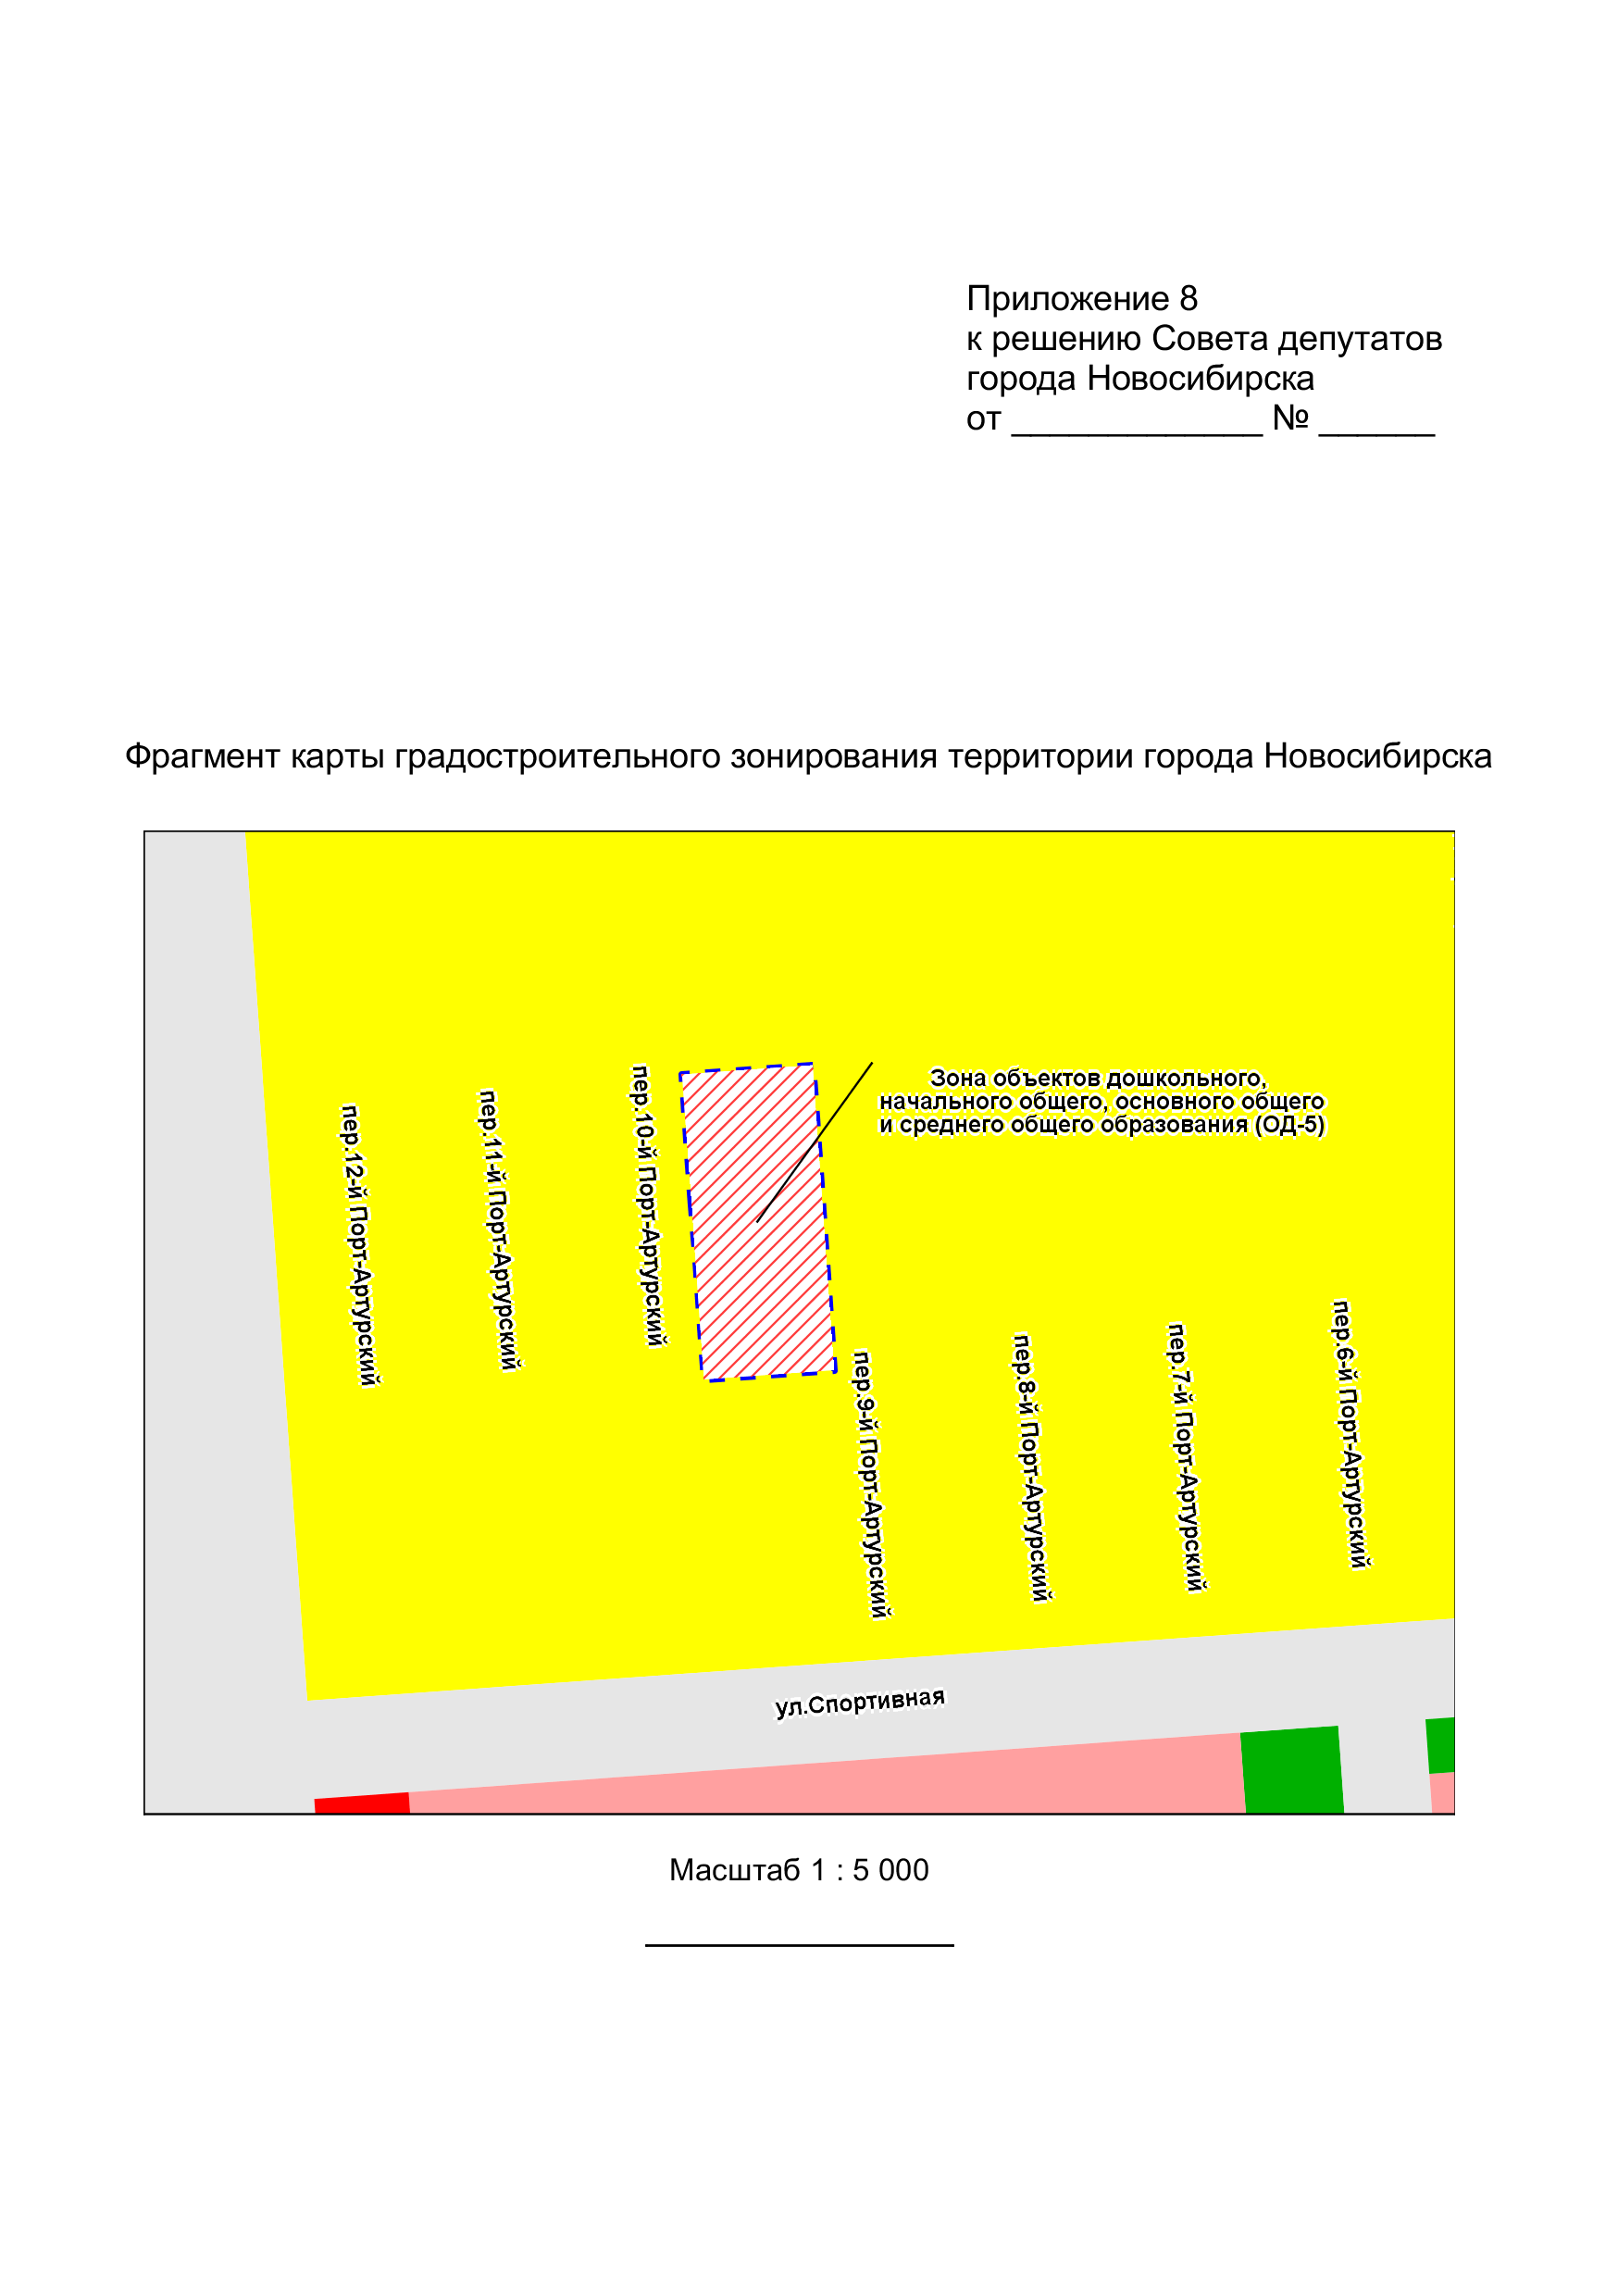 Приложение 8
к решению Совета депутатов
города Новосибирска
от _____________ № ______
Фрагмент карты градостроительного зонирования территории города Новосибирска
Зона объектов дошкольного,
начального общего, основного общего
и среднего общего образования (ОД-5)
пер.12-й Порт-Артурский
пер.11-й Порт-Артурский
пер.10-й Порт-Артурский
пер.9-й Порт-Артурский
пер.8-й Порт-Артурский
пер.7-й Порт-Артурский
пер.6-й Порт-Артурский
ул.Спортивная
Масштаб 1 : 5 000